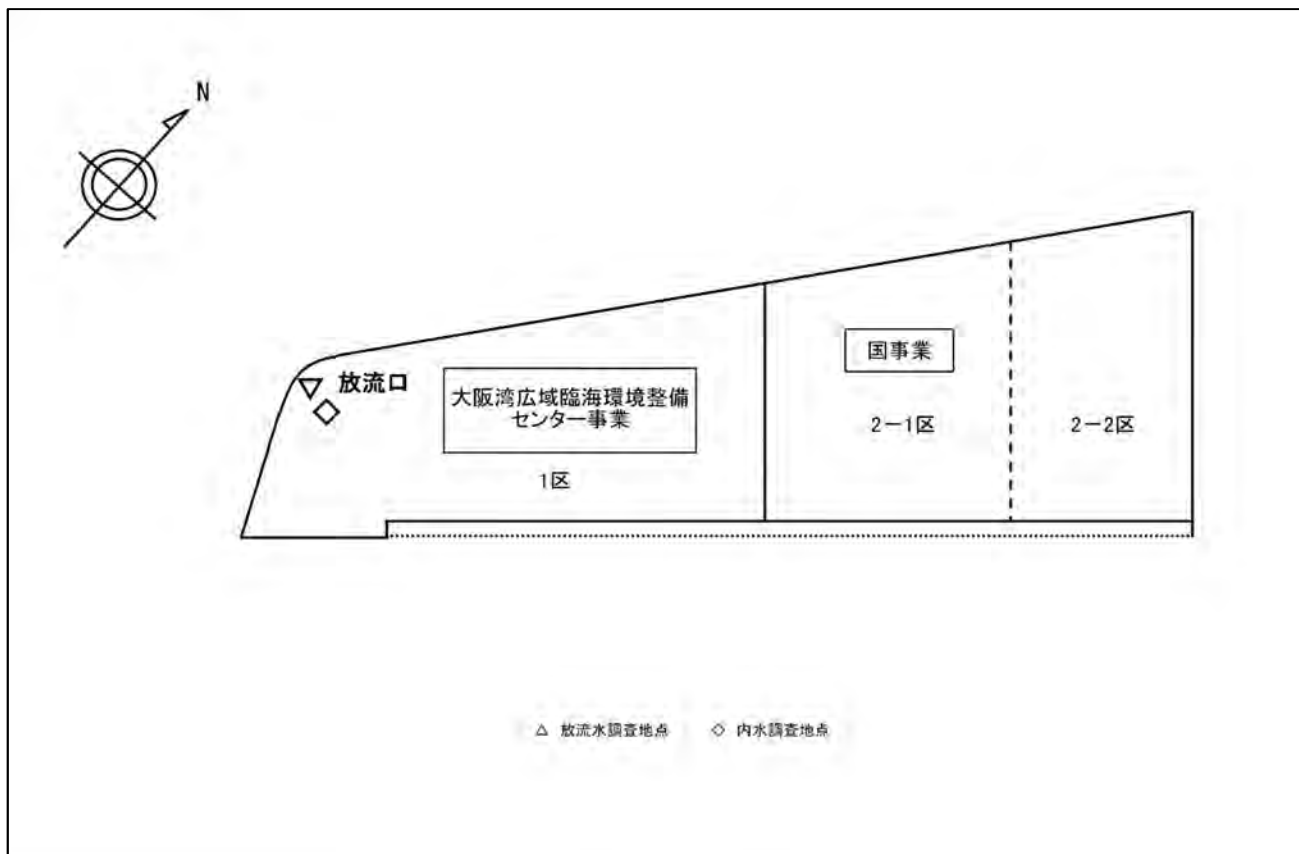 N
放流口
大阪湾広域臨海環境整備
センター事業
1区
国事業
2－1区
2－2区
△ 放流水調査地点 ◇ 内水調査地点